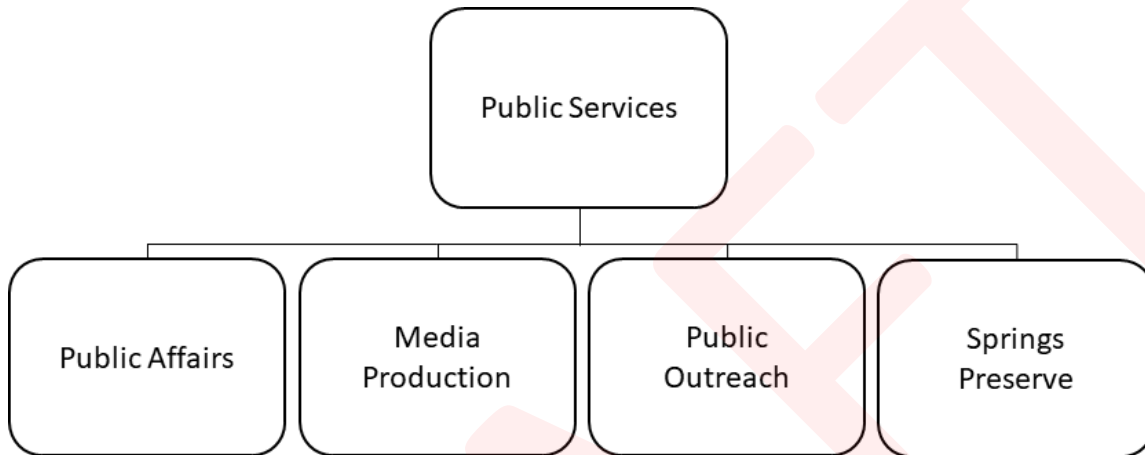 Public Services
Public Affairs
Media
Production
Public
Outreach
Springs
Preserve